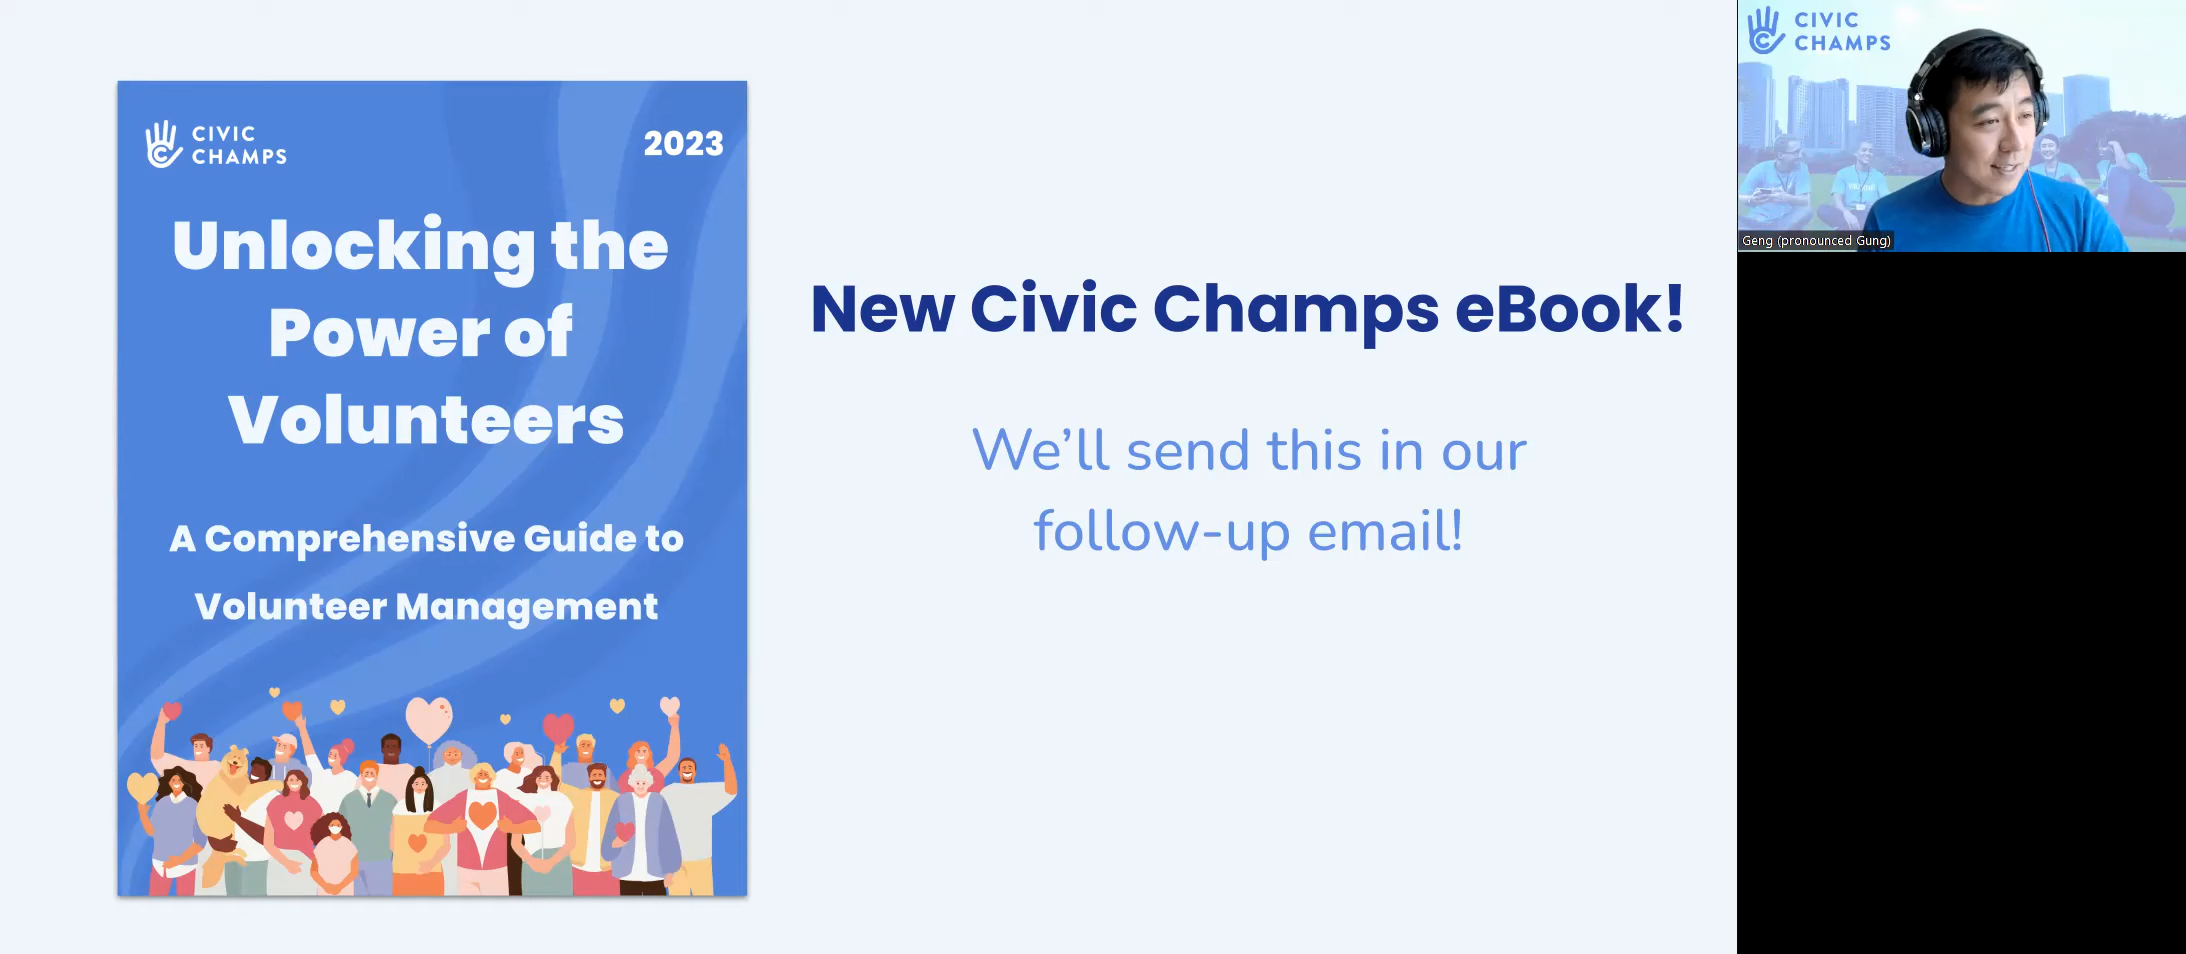 CIVIC
CHAMPS
2023
Unlocking the
Power of
Volunteers
A Comprehensive Guide to
Volunteer Management
New Civic Champs eBook!
We’ll send this in our
follow-up email!
CIVIC
CHAMPS
Geng (pronounced Gung)